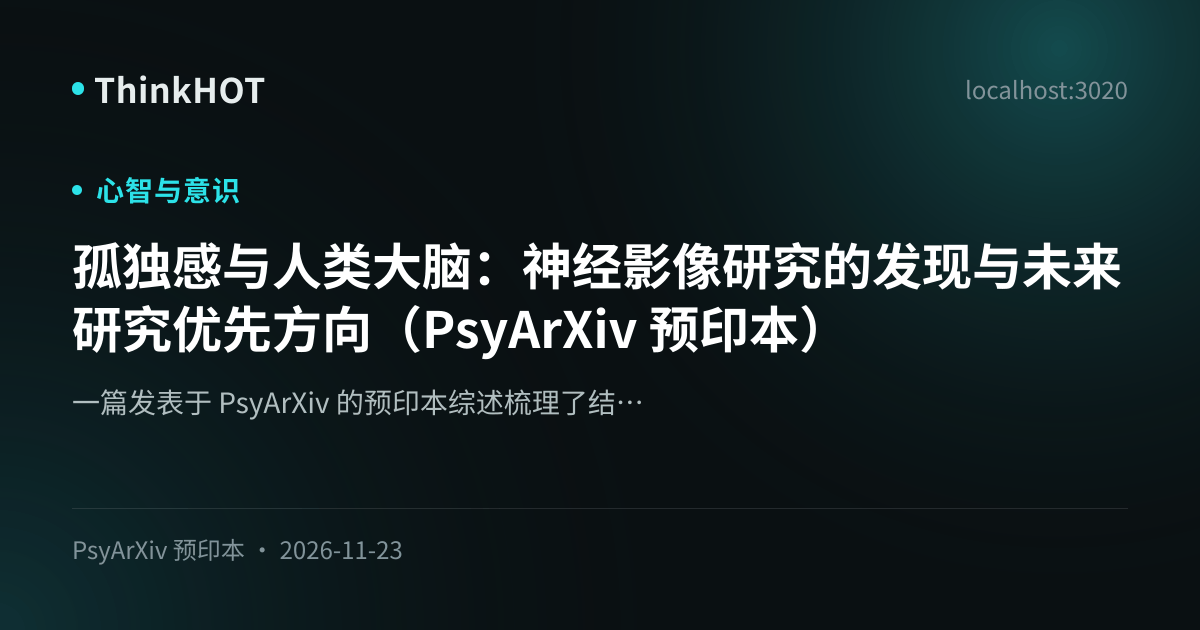 ThinkHOT
localhost:3020
心智与意识
孤独感与人类大脑：神经影像研究的发现与未来
研究优先方向（PsyArXiv 预印本）
一篇发表于 PsyArXiv 的预印本综述梳理了结…
PsyArXiv 预印本 · 2026-11-23